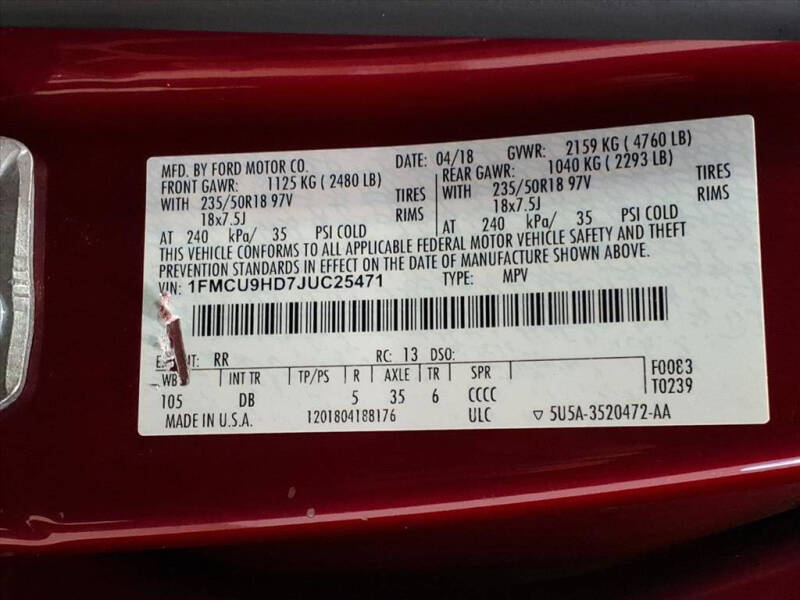 MFD. BY FORD MOTOR CO. DATE: 04/18 GVWR: 2159 KG (4760 LB)
FRONT GAWR: 1125 KG (2480 LB) REAR GAWR: 1040 KG (2293 LB)
WITH 235/50R18 97V TIRES WITH 235/50R18 97V TIRES
18x7.5J RIMS 18x7.5J RIMS
AT 240 kPa/ 35 PSI COLD AT 240 kPa/ 35 PSI COLD
THIS VEHICLE CONFORMS TO ALL APPLICABLE FEDERAL MOTOR VEHICLE SAFETY AND THEFT
PREVENTION STANDARDS IN EFFECT ON THE DATE OF MANUFACTURE SHOWN ABOVE.
VIN: 1FMCU9HD7JUC25471 TYPE: MPV
RR RC: 13 DSO:
WB INT TR TP/PS R AXLE TR SPR F0083
105 DB 5 35 6 CCCC T0239
MADE IN U.S.A. 1201804188176 ULC ▽ 5U5A-3520472-AA